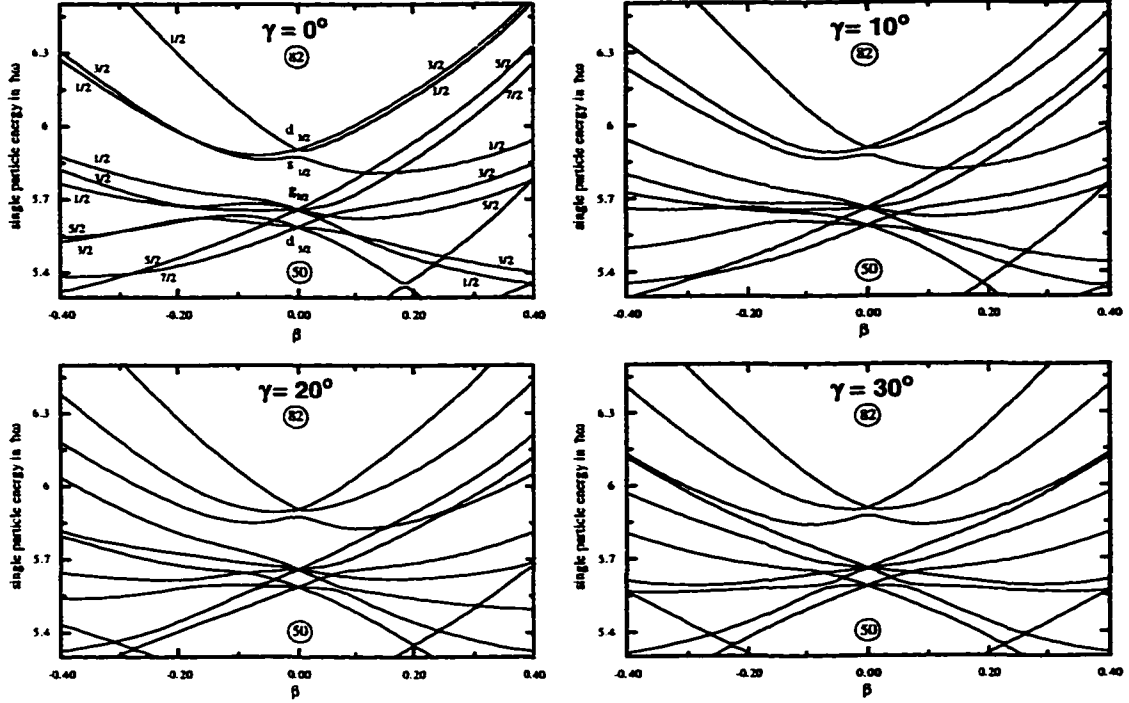 γ = 0°
82
1/2
3/2
1/2
3/2
1/2
5/2
7/2
d 3/2
s 1/2
1/2
3/2
1/2
1/2
3/2
5/2
5/2
d 5/2
50
5/2
7/2
1/2
6.3
6
5.7
5.4
single particle energy in ħω
-0.40 -0.20 0.00 0.20 0.40
β
γ = 10°
82
50
6.3
6
5.7
5.4
single particle energy in ħω
-0.40 -0.20 0.00 0.20 0.40
β
γ = 20°
82
50
6.3
6
5.7
5.4
single particle energy in ħω
-0.40 -0.20 0.00 0.20 0.40
β
γ = 30°
82
50
6.3
6
5.7
5.4
single particle energy in ħω
-0.40 -0.20 0.00 0.20 0.40
β